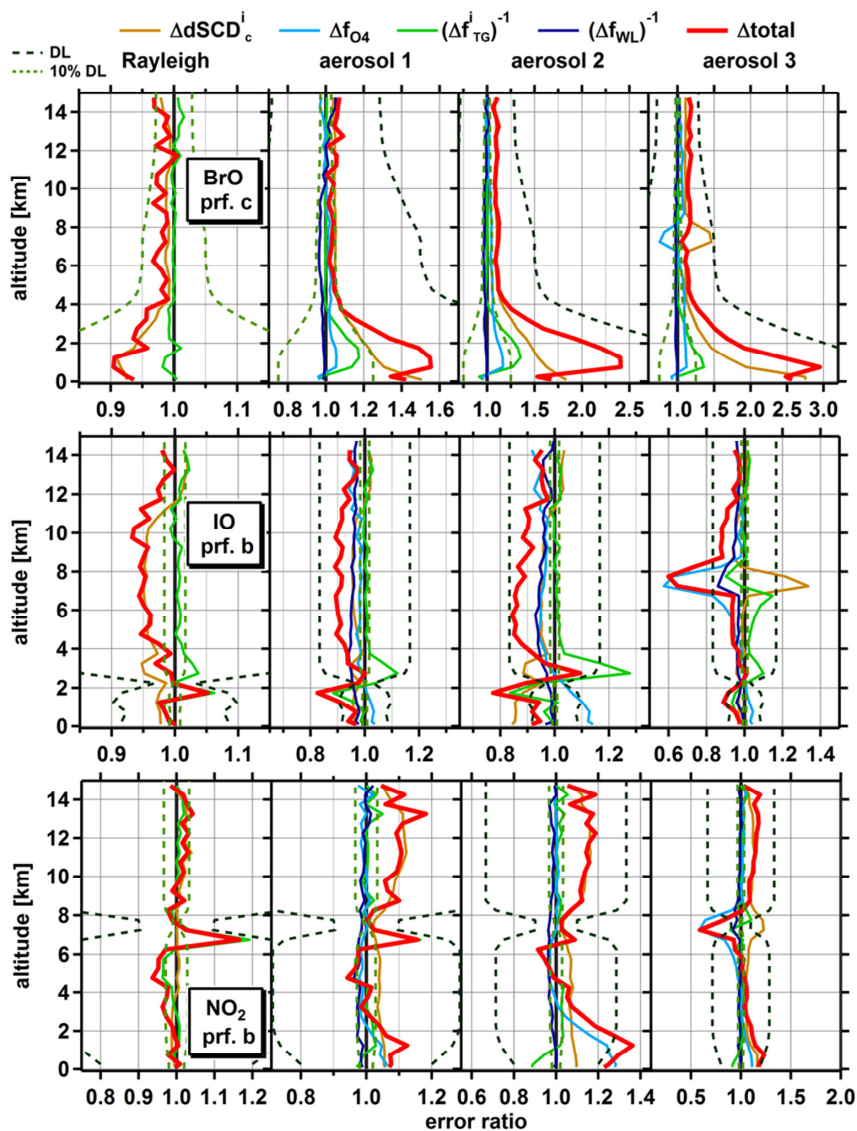 ΔdSCD_c^i Δf_O4 (Δf^i_TG)^-1 (Δf_WL)^-1 Δtotal
DL
10% DL
Rayleigh aerosol 1 aerosol 2 aerosol 3
14
12
10
8
6
4
2
0
altitude [km]
BrO
prf. c
0.9 1.0 1.1 0.8 1.0 1.2 1.4 1.6 1.0 1.5 2.0 2.5 1.0 1.5 2.0 2.5 3.0
14
12
10
8
6
4
2
0
altitude [km]
IO
prf. b
0.9 1.0 1.1 0.8 1.0 1.2 0.8 1.0 1.2 0.6 0.8 1.0 1.2 1.4
14
12
10
8
6
4
2
0
altitude [km]
NO2
prf. b
0.8 0.9 1.0 1.1 1.2 0.8 1.0 1.2 0.8 1.0 1.2 1.4 0.5 1.0 1.5 2.0
error ratio